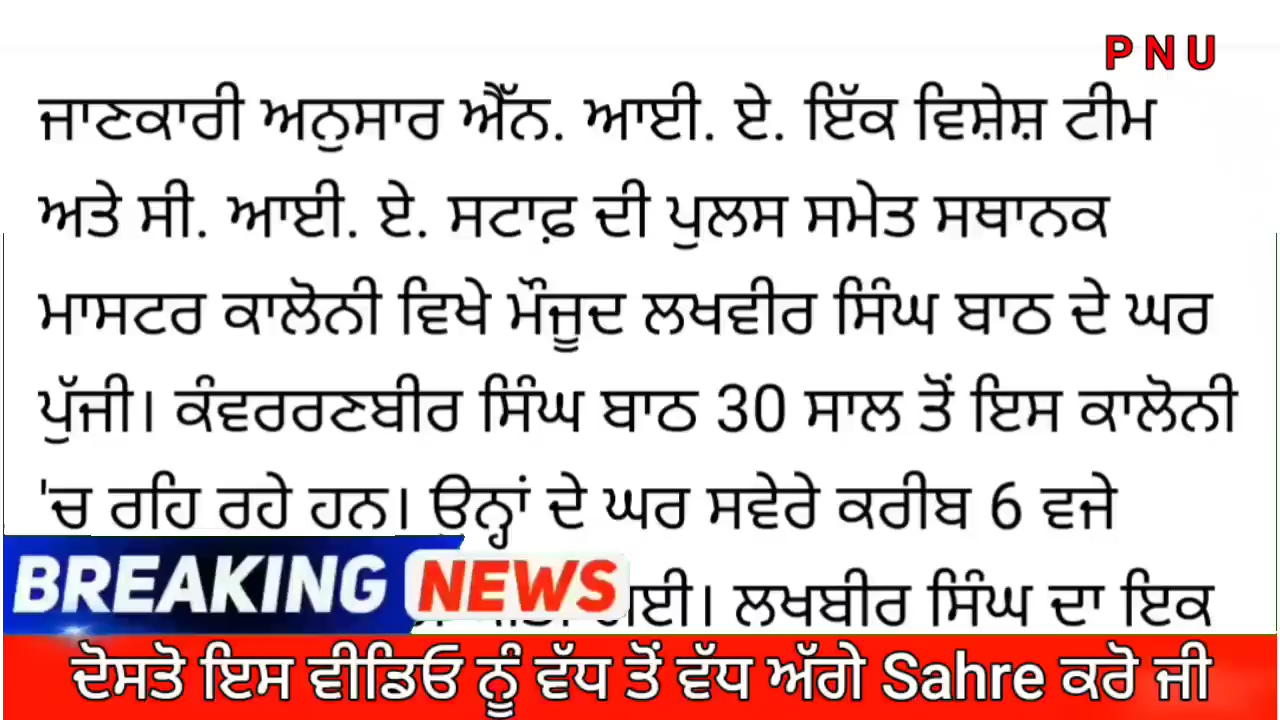 PNU
ਜਾਣਕਾਰੀ ਅਨੁਸਾਰ ਐੱਨ. ਆਈ. ਏ. ਇੱਕ ਵਿਸ਼ੇਸ਼ ਟੀਮ
ਅਤੇ ਸੀ. ਆਈ. ਏ. ਸਟਾਫ਼ ਦੀ ਪੁਲਸ ਸਮੇਤ ਸਥਾਨਕ
ਮਾਸਟਰ ਕਾਲੋਨੀ ਵਿਖੇ ਮੌਜੂਦ ਲਖਵੀਰ ਸਿੰਘ ਬਾਠ ਦੇ ਘਰ
ਪੁੱਜੀ। ਕੰਵਰਰਣਬੀਰ ਸਿੰਘ ਬਾਠ 30 ਸਾਲ ਤੋਂ ਇਸ ਕਾਲੋਨੀ
'ਚ ਰਹਿ ਰਹੇ ਹਨ। ਉਨ੍ਹਾਂ ਦੇ ਘਰ ਸਵੇਰੇ ਕਰੀਬ 6 ਵਜੇ
ਲਖਬੀਰ ਸਿੰਘ ਦਾ ਇਕ
BREAKING NEWS
ਦੋਸਤੋ ਇਸ ਵੀਡਿਓ ਨੂੰ ਵੱਧ ਤੋਂ ਵੱਧ ਅੱਗੇ Sahre ਕਰੋ ਜੀ